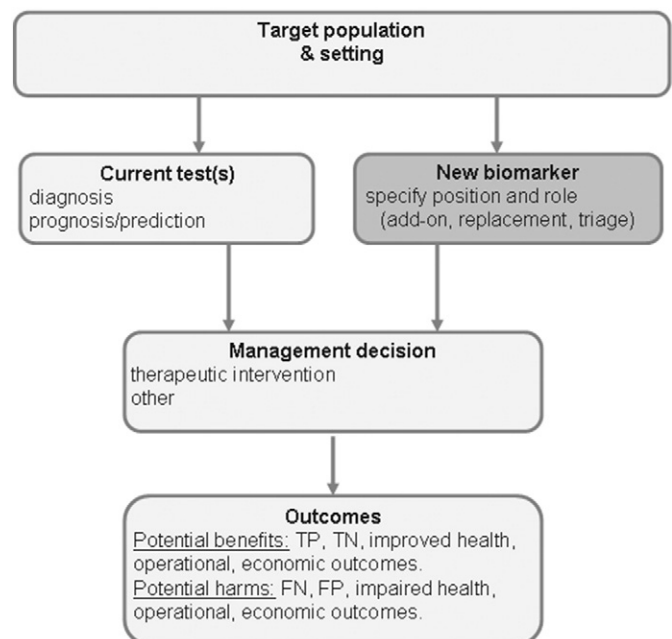 Target population
& setting
Current test(s)
diagnosis
prognosis/prediction
New biomarker
specify position and role
(add-on, replacement, triage)
Management decision
therapeutic intervention
other
Outcomes
Potential benefits: TP, TN, improved health,
operational, economic outcomes.
Potential harms: FN, FP, impaired health,
operational, economic outcomes.